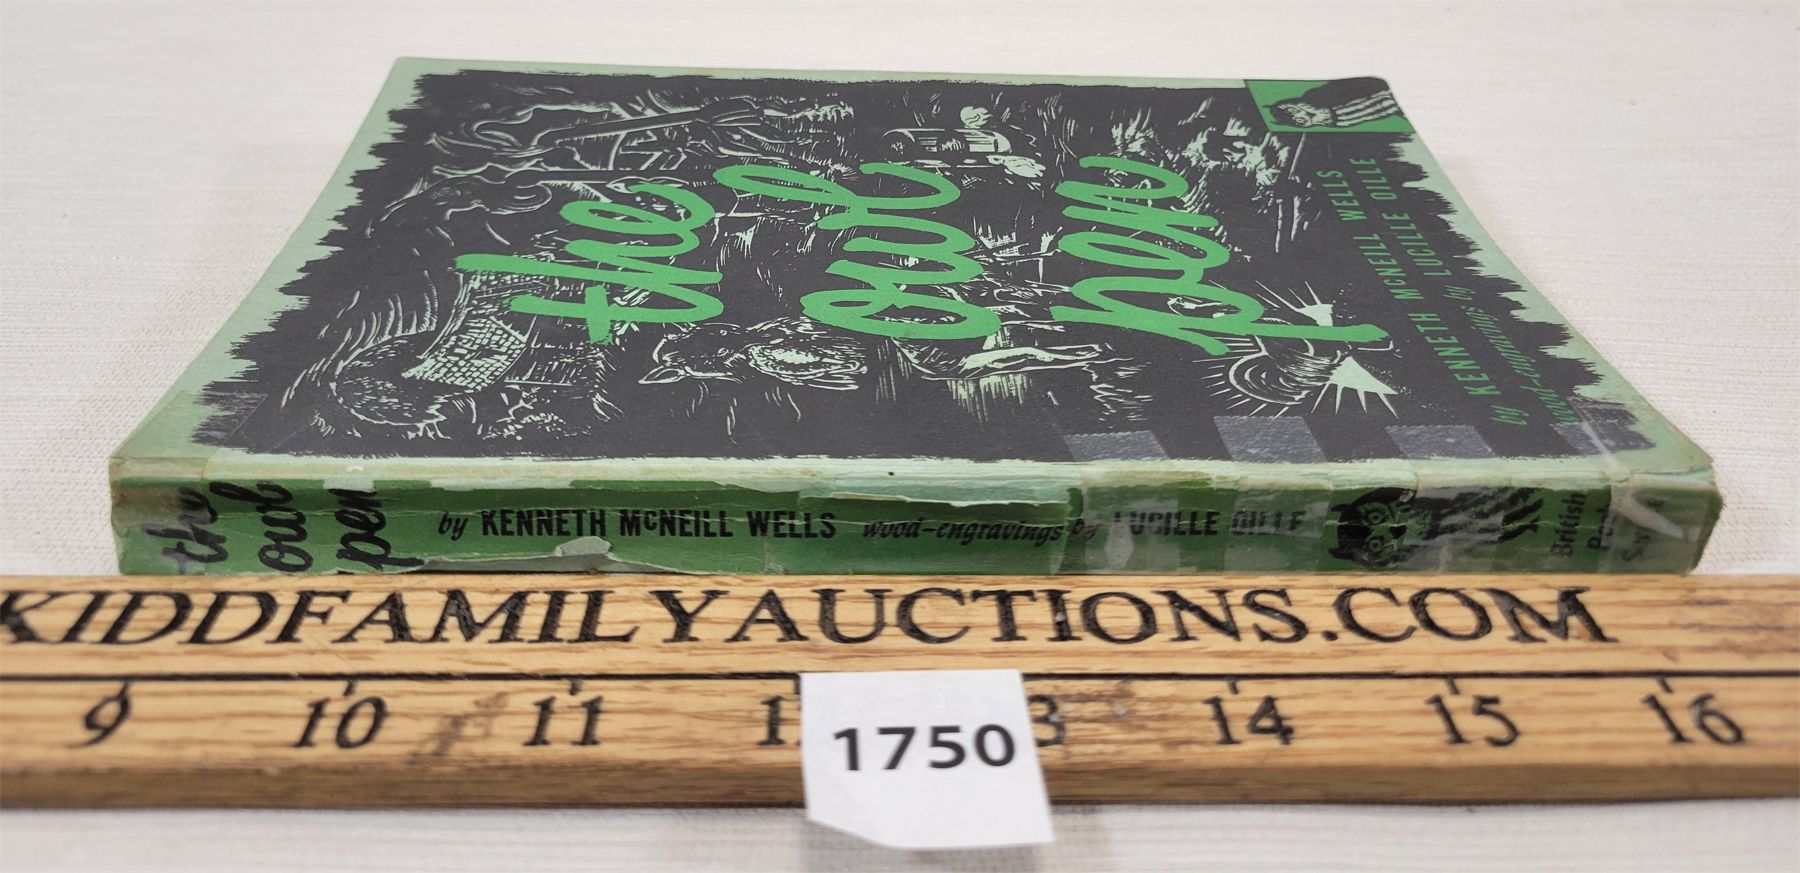 the
owl
pen
by KENNETH McNEILL WELLS
wood-engravings by LUCILLE OILLE
the owl pen by KENNETH McNEILL WELLS wood-engravings by LUCILLE OILLE British
KIDDFAMILYAUCTIONS.COM
9 10 11 14 15 16
1750